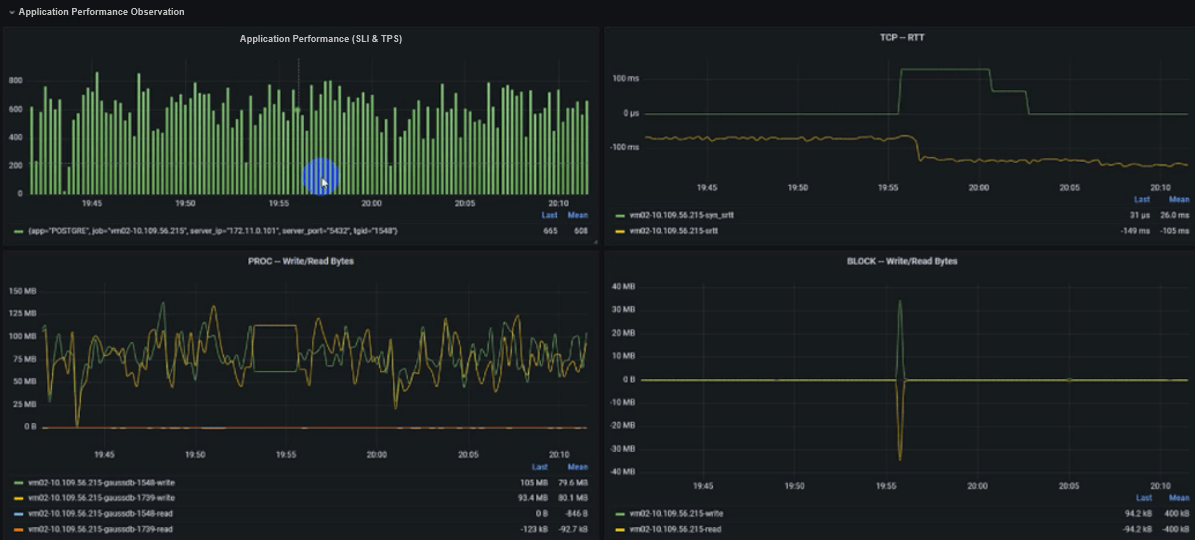 Application Performance Observation
Application Performance (SLI & TPS)
800
600
400
200
0
19:45 19:50 19:55 20:00 20:05 20:10
Last Mean
{app="POSTGRE", job="vm02-10.109.56.215", server_ip="172.11.0.101", server_port="5432", tgid="1548"} 665 608
TCP -- RTT
100 ms
0 µs
-100 ms
19:45 19:50 19:55 20:00 20:05 20:10
Last Mean
vm02-10.109.56.215-syn_srtt 31 µs 26.0 ms
vm02-10.109.56.215-srtt -149 ms -105 ms
PROC -- Write/Read Bytes
150 MB
125 MB
100 MB
75 MB
50 MB
25 MB
0 B
19:45 19:50 19:55 20:00 20:05 20:10
Last Mean
vm02-10.109.56.215-gaussdb-1548-write 105 MB 79.6 MB
vm02-10.109.56.215-gaussdb-1739-write 93.4 MB 80.1 MB
vm02-10.109.56.215-gaussdb-1548-read 0 B -846 B
vm02-10.109.56.215-gaussdb-1739-read -123 kB -92.7 kB
BLOCK -- Write/Read Bytes
40 MB
30 MB
20 MB
10 MB
0 B
-10 MB
-20 MB
-30 MB
-40 MB
19:45 19:50 19:55 20:00 20:05 20:10
Last Mean
vm02-10.109.56.215-write 94.2 kB 400 kB
vm02-10.109.56.215-read -94.2 kB -400 kB